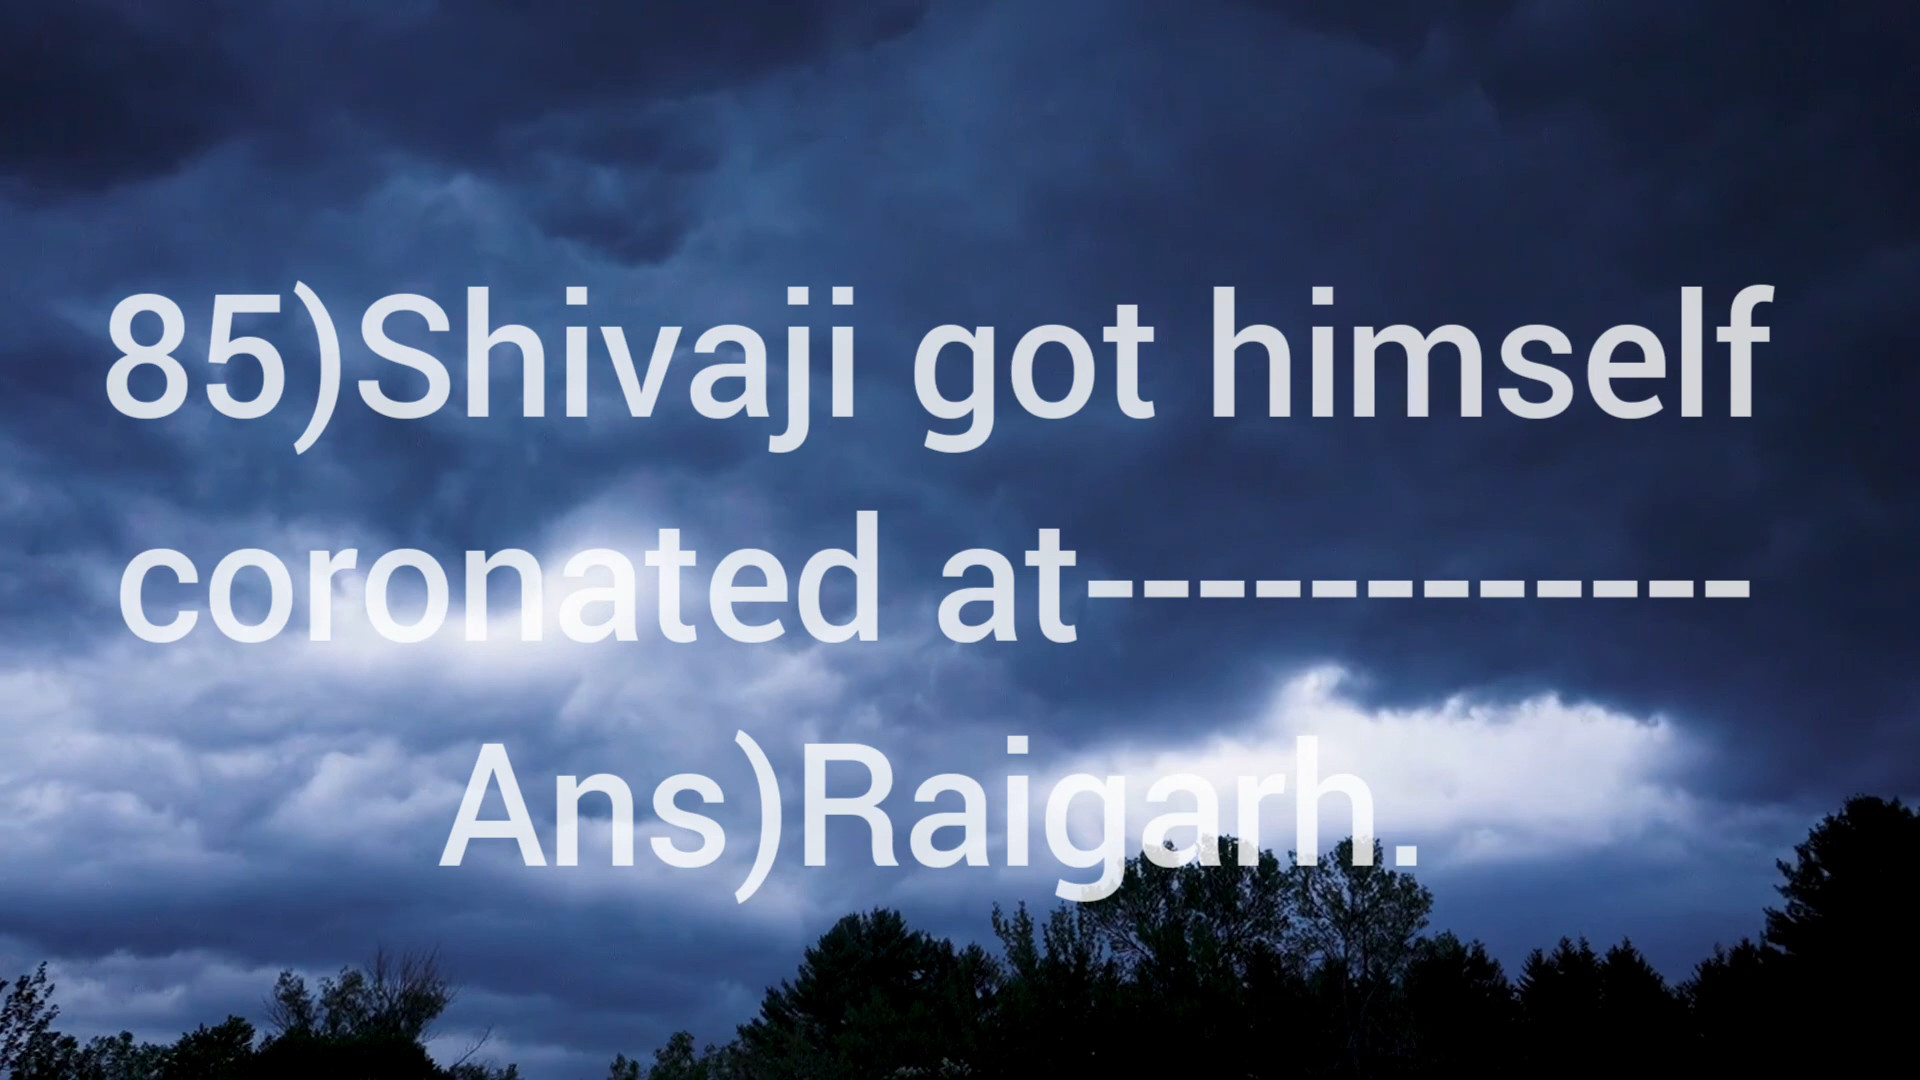 85)Shivaji got himself
coronated at------------
Ans)Raigarh.